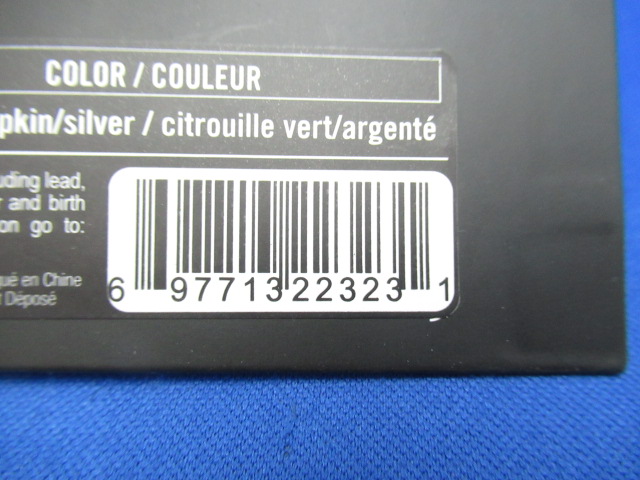 COLOR / COULEUR
pkin/silver / citrouille vert/argenté
uding lead,
r and birth
on go to:
qué en Chine
t Déposé
6 97713 22323 1